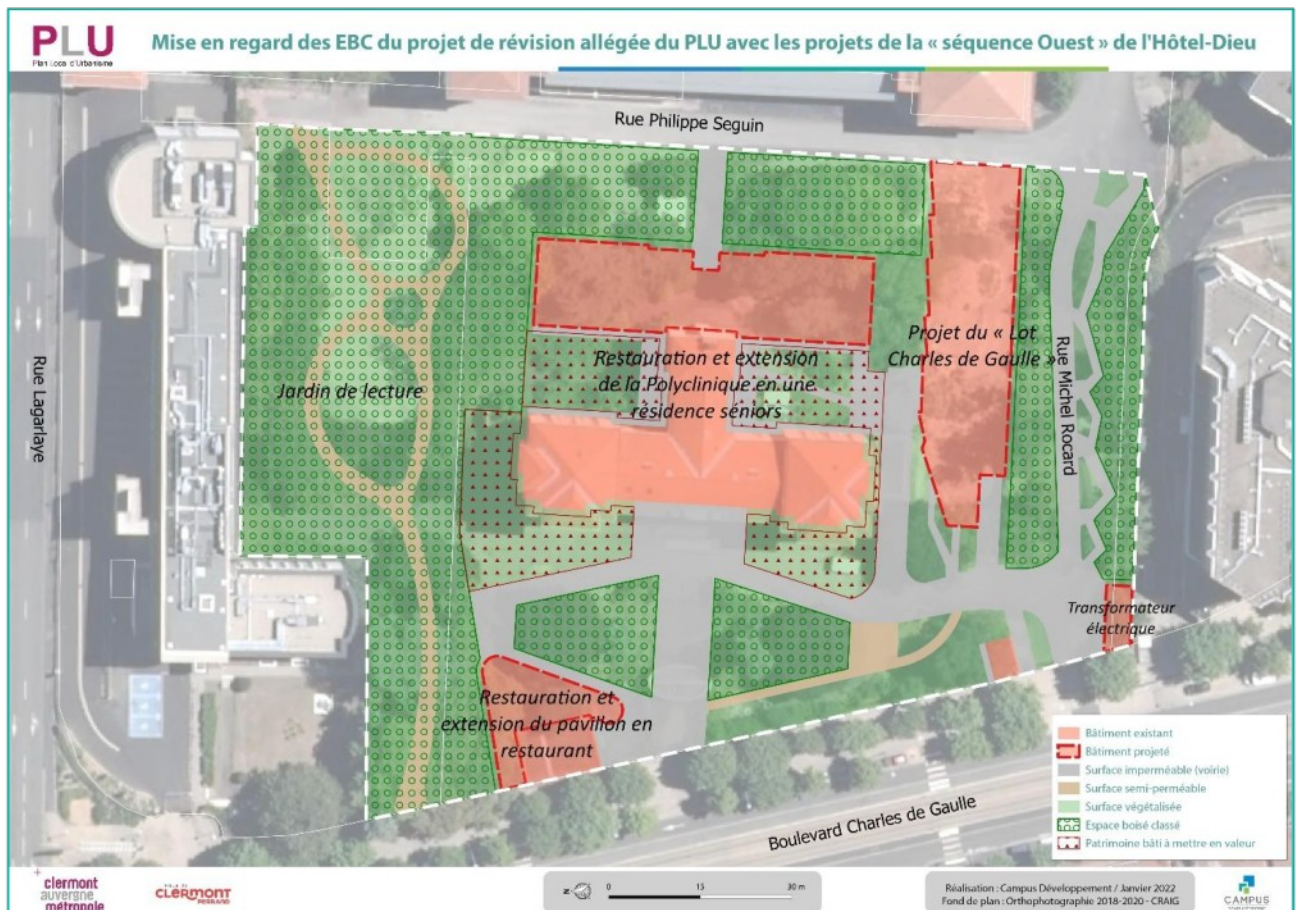 PLU
Plan Local d'Urbanisme
Mise en regard des EBC du projet de révision allégée du PLU avec les projets de la « séquence Ouest » de l'Hôtel-Dieu
Rue Philippe Seguin
Rue Lagarlaye
Jardin de lecture
Restauration et extension
de la Polyclinique en une
résidence séniors
Projet du « Lot
Charles de Gaulle »
Rue Michel Rocard
Transformateur
électrique
Restauration et
extension du pavillon en
restaurant
Boulevard Charles de Gaulle
Bâtiment existant
Bâtiment projeté
Surface imperméable (voirie)
Surface semi-perméable
Surface végétalisée
Espace boisé classé
Patrimoine bâti à mettre en valeur
clermont
auvergne
métropole
VILLE DE
CLERMONT
FERRAND
z
0 15 30 m
Réalisation : Campus Développement / Janvier 2022
Fond de plan : Orthophotographie 2018-2020 - CRAIG
CAMPUS